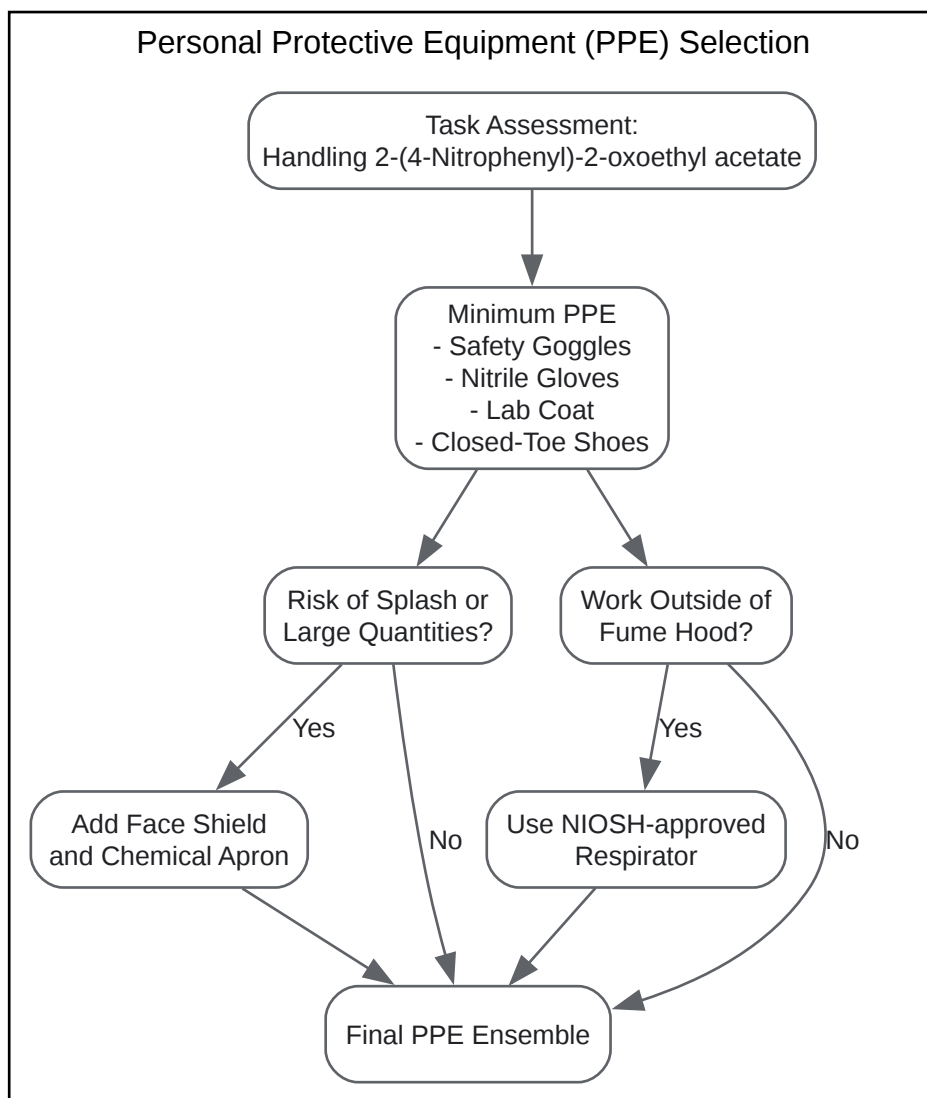 Personal Protective Equipment (PPE) Selection
Task Assessment:
Handling 2-(4-Nitrophenyl)-2-oxoethyl acetate
Minimum PPE
- Safety Goggles
- Nitrile Gloves
- Lab Coat
- Closed-Toe Shoes
Risk of Splash or
Large Quantities?
Work Outside of
Fume Hood?
Yes
Yes
Add Face Shield
and Chemical Apron
No
Use NIOSH-approved
Respirator
No
Final PPE Ensemble